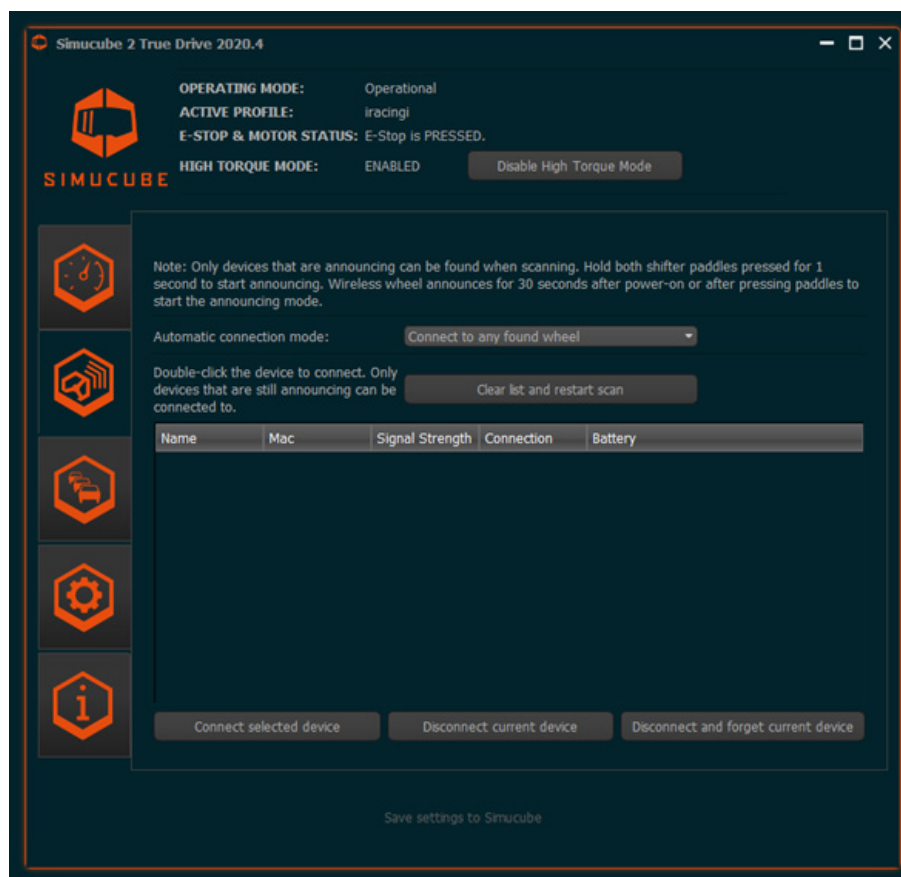 Simucube 2 True Drive 2020.4
OPERATING MODE: Operational
ACTIVE PROFILE: iracingi
E-STOP & MOTOR STATUS: E-Stop is PRESSED.
HIGH TORQUE MODE: ENABLED Disable High Torque Mode
SIMUCUBE
Note: Only devices that are announcing can be found when scanning. Hold both shifter paddles pressed for 1
second to start announcing. Wireless wheel announces for 30 seconds after power-on or after pressing paddles to
start the announcing mode.
Automatic connection mode: Connect to any found wheel
Double-click the device to connect. Only
devices that are still announcing can be
connected to.
Clear list and restart scan
Name Mac Signal Strength Connection Battery
Connect selected device Disconnect current device Disconnect and forget current device
Save settings to Simucube